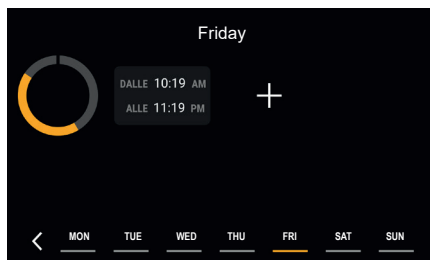 Friday
DALLE 10:19 AM
ALLE 11:19 PM
MON TUE WED THU FRI SAT SUN